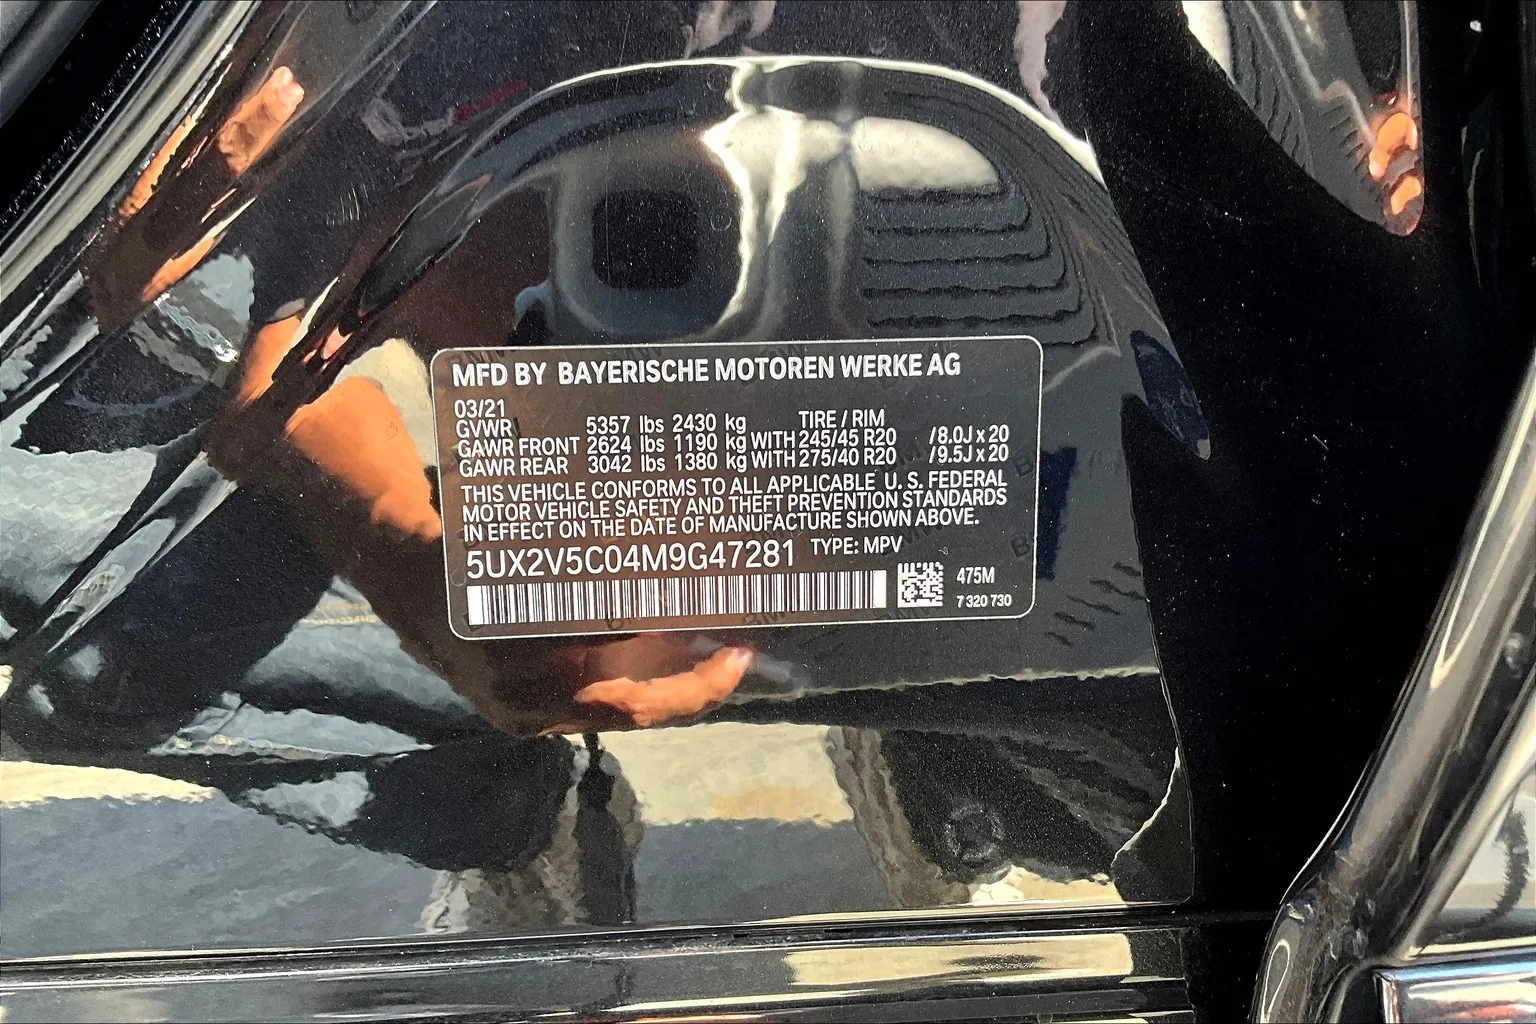 MFD BY BAYERISCHE MOTOREN WERKE AG
03/21
GVWR 5357 lbs 2430 kg TIRE / RIM
GAWR FRONT 2624 lbs 1190 kg WITH 245/45 R20 /8.0J x 20
GAWR REAR 3042 lbs 1380 kg WITH 275/40 R20 /9.5J x 20
THIS VEHICLE CONFORMS TO ALL APPLICABLE U. S. FEDERAL
MOTOR VEHICLE SAFETY AND THEFT PREVENTION STANDARDS
IN EFFECT ON THE DATE OF MANUFACTURE SHOWN ABOVE.
5UX2V5C04M9G47281 TYPE: MPV
475M
7 320 730